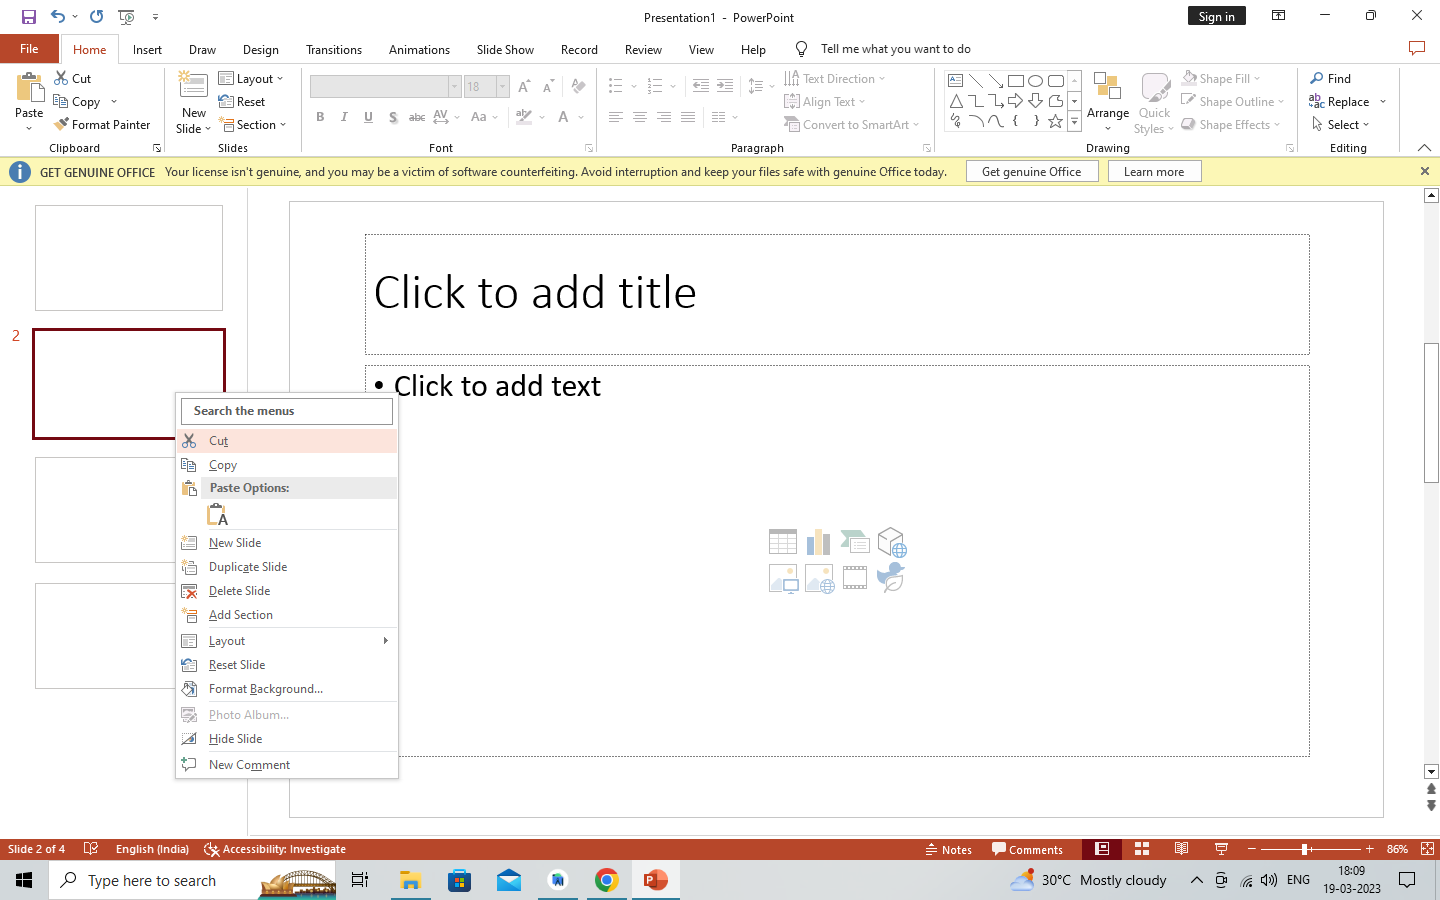 Presentation1 - PowerPoint
Sign in
File
Home
Insert
Draw
Design
Transitions
Animations
Slide Show
Record
Review
View
Help
Tell me what you want to do
Paste
Cut
Copy
Format Painter
Clipboard
New Slide
Layout
Reset
Section
Slides
18
B I U S abc AV Aa A
Font
Text Direction
Align Text
Convert to SmartArt
Paragraph
Arrange
Quick Styles
Shape Fill
Shape Outline
Shape Effects
Drawing
Find
Replace
Select
Editing
GET GENUINE OFFICE Your license isn't genuine, and you may be a victim of software counterfeiting. Avoid interruption and keep your files safe with genuine Office today.
Get genuine Office
Learn more
2
Click to add title
• Click to add text
Search the menus
Cut
Copy
Paste Options:
New Slide
Duplicate Slide
Delete Slide
Add Section
Layout
Reset Slide
Format Background...
Photo Album...
Hide Slide
New Comment
Slide 2 of 4
English (India)
Accessibility: Investigate
Notes
Comments
86%
Type here to search
30°C Mostly cloudy
ENG
18:09
19-03-2023